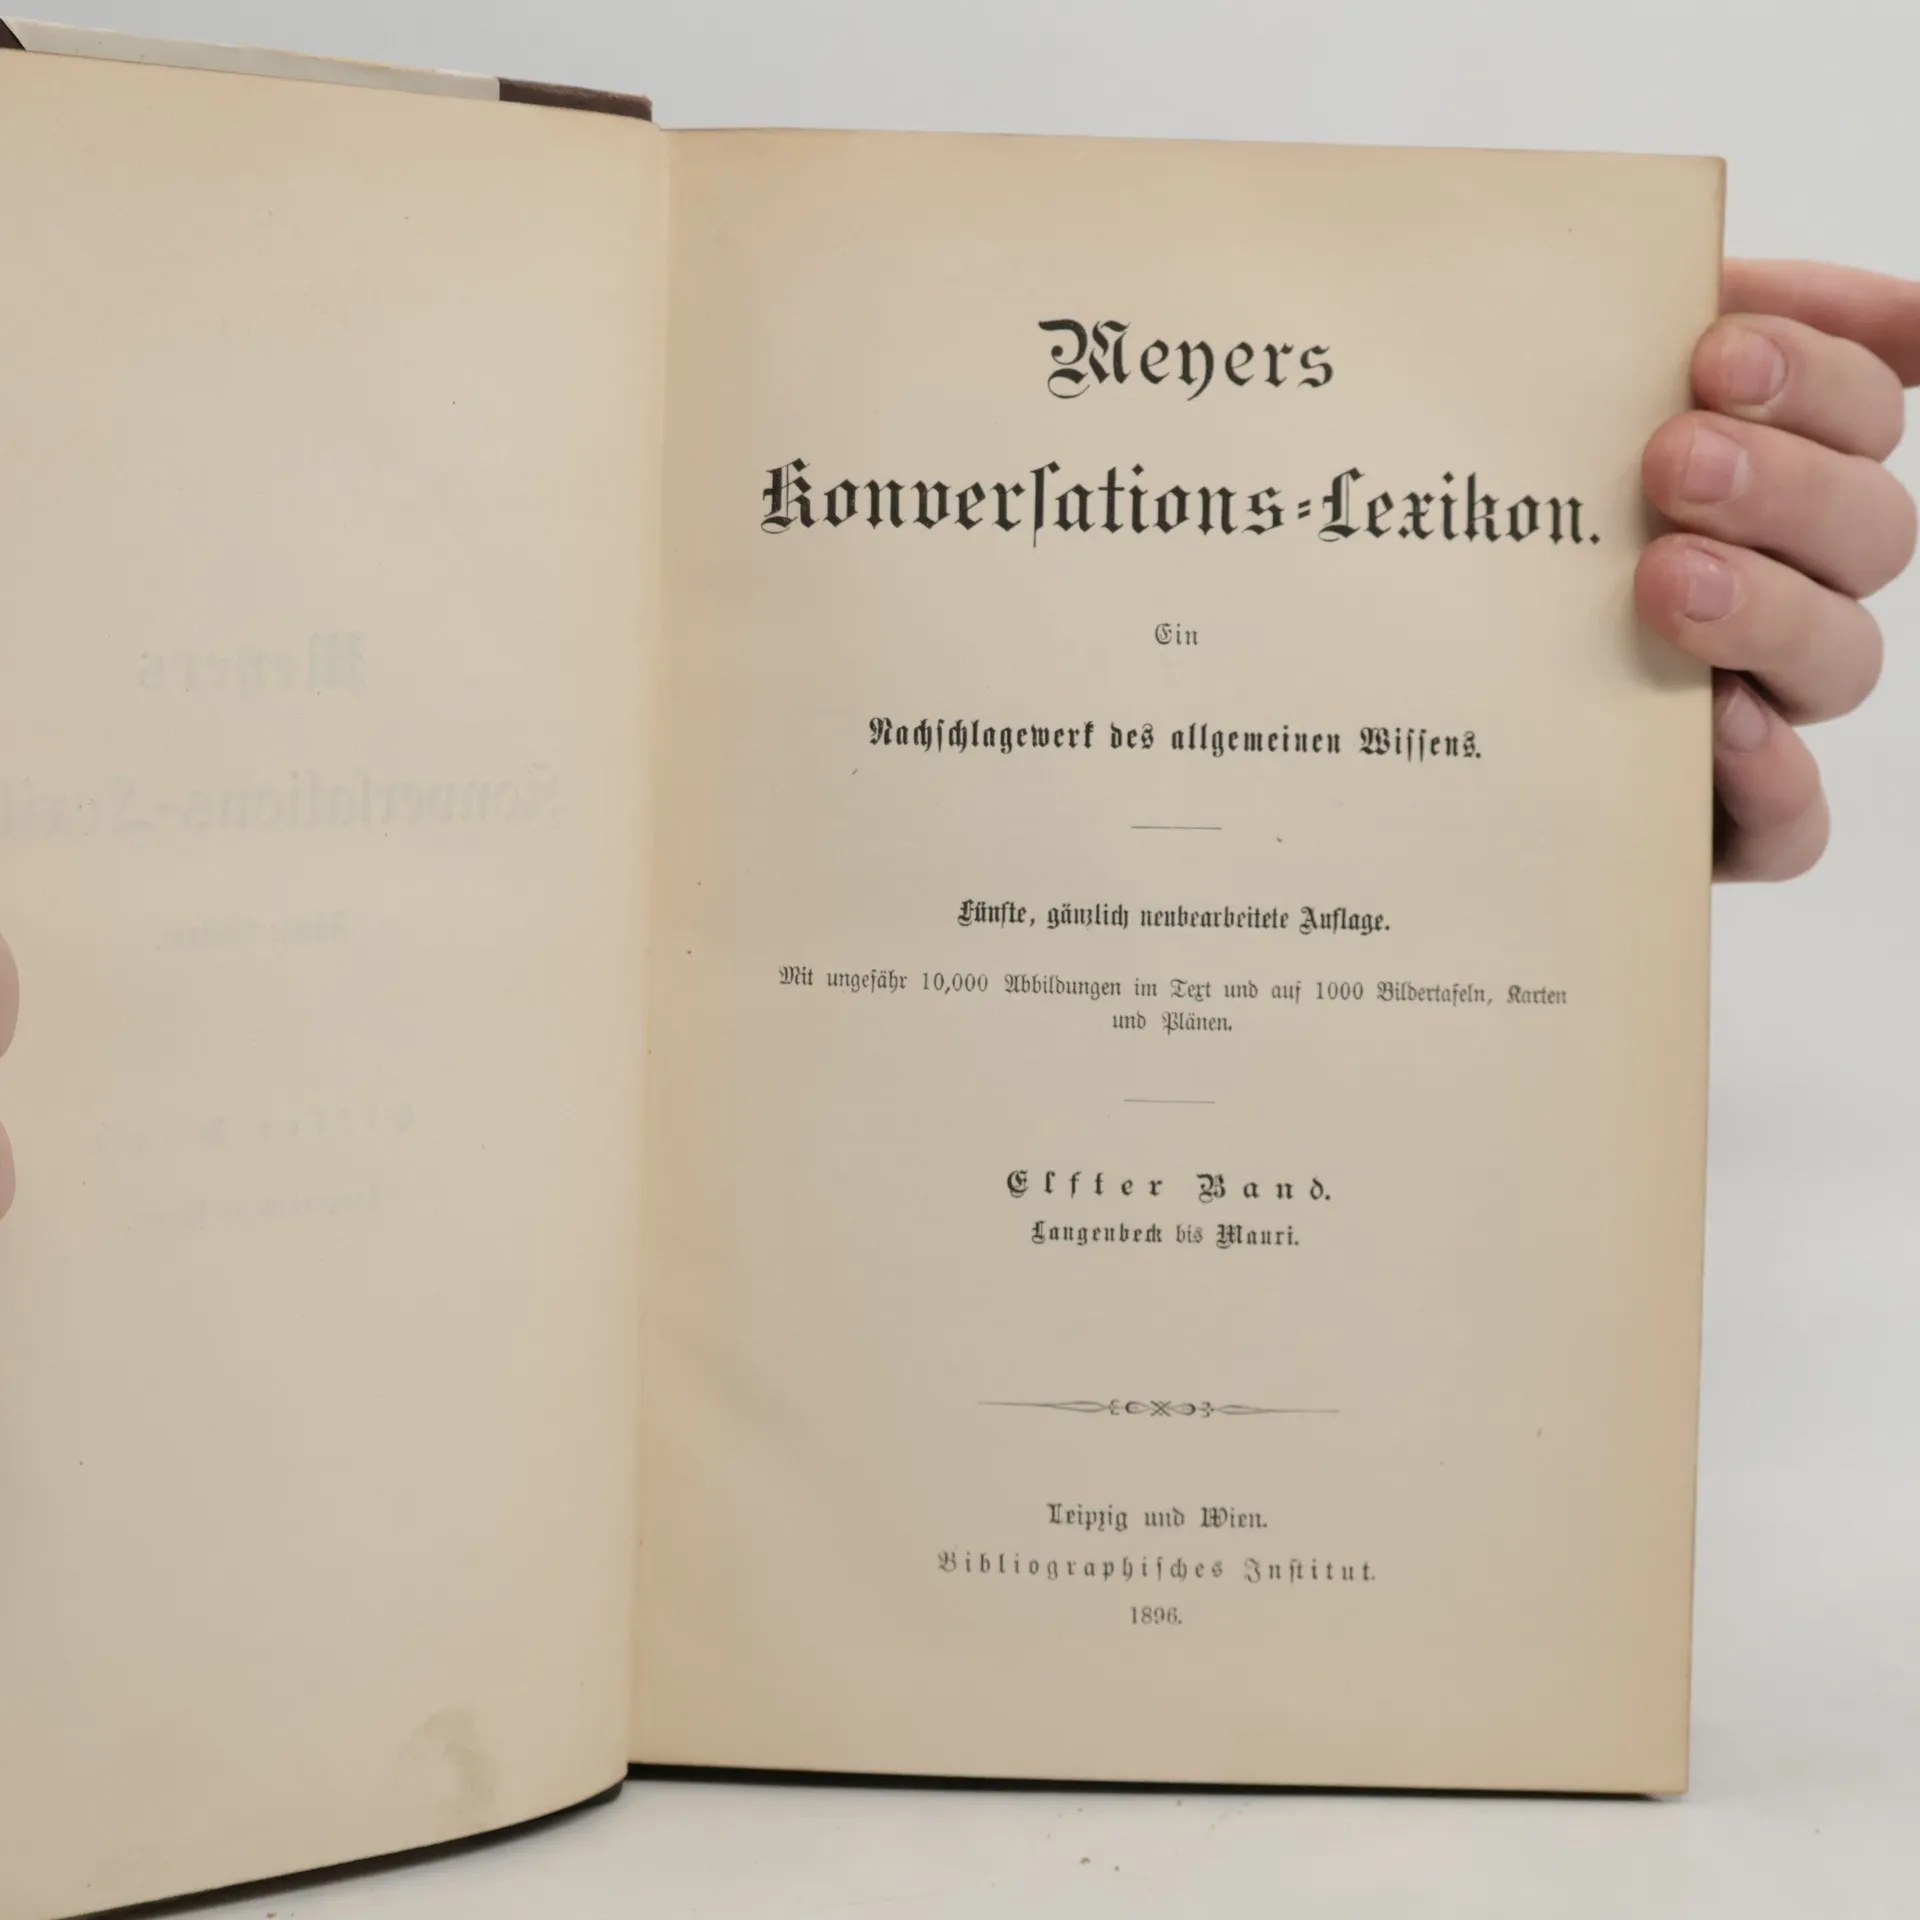 Meyers
Konverſations-Lexikon.
Ein
Nachſchlagewerk des allgemeinen Wiſſens.
Fünfte, gänzlich neubearbeitete Auflage.
Mit ungefähr 10,000 Abbildungen im Text und auf 1000 Bildertafeln, Karten
und Plänen.
Elfter Band.
Langenbeck bis Mauri.
Leipzig und Wien.
Bibliographiſches Inſtitut.
1896.